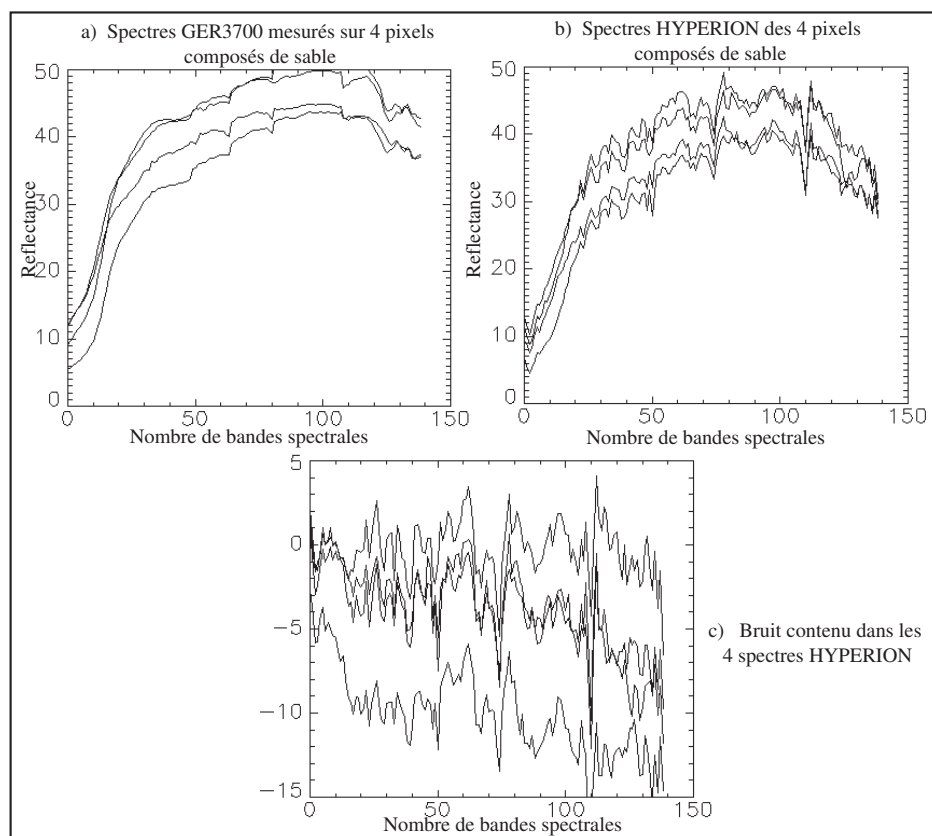 a) Spectres GER3700 mesurés sur 4 pixels
composés de sable
50
40
30
20
10
0
Reflectance
0
50
100
150
Nombre de bandes spectrales
b) Spectres HYPERION des 4 pixels
composés de sable
50
40
30
20
10
0
Reflectance
0
50
100
150
Nombre de bandes spectrales
5
0
−5
−10
−15
0
50
100
150
Nombre de bandes spectrales
c) Bruit contenu dans les
4 spectres HYPERION